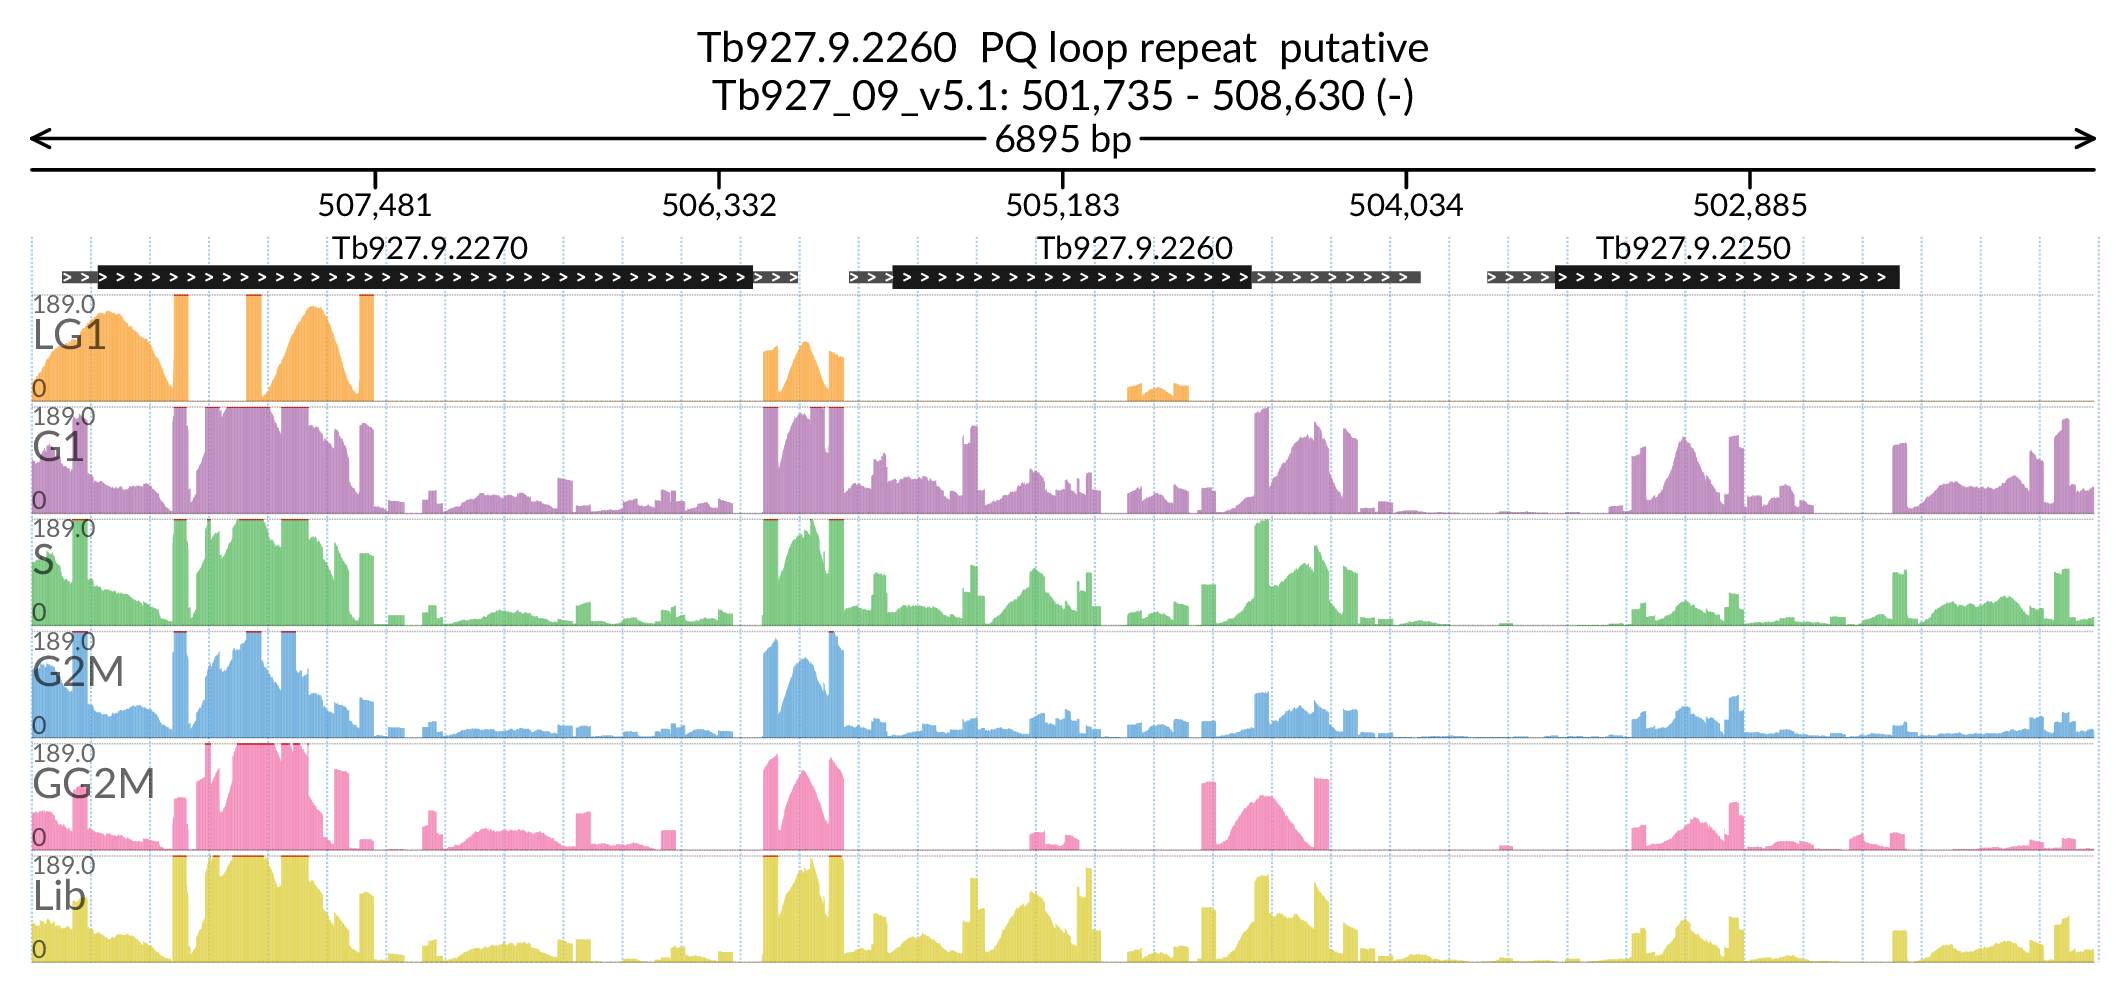 Tb927.9.2260  PQ loop repeat  putative
Tb927_09_v5.1: 501,735 - 508,630 (-)
6895 bp
507,481 506,332 505,183 504,034 502,885
Tb927.9.2270 Tb927.9.2260 Tb927.9.2250
189.0
LG1
0
189.0
G1
0
189.0
S
0
189.0
G2M
0
189.0
GG2M
0
189.0
Lib
0